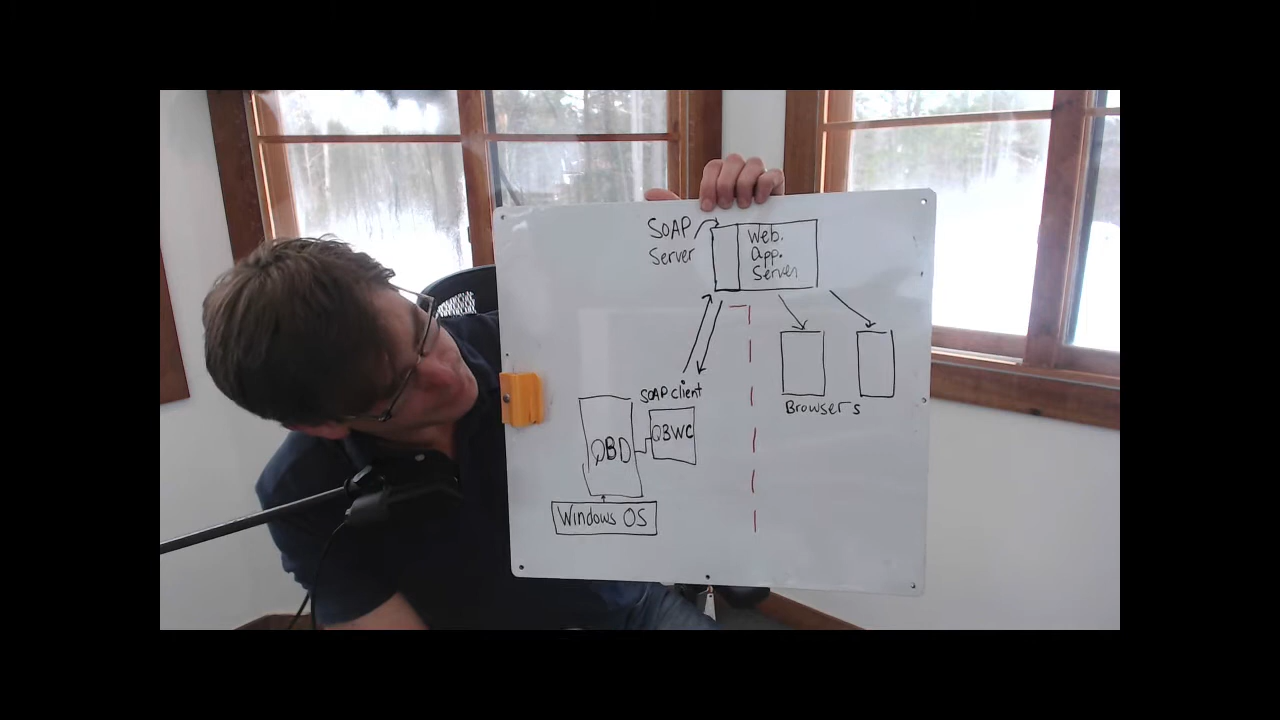 SOAP
Server
Web.
App.
Server
SOAP client
QBD
QBWC
Windows OS
Browsers